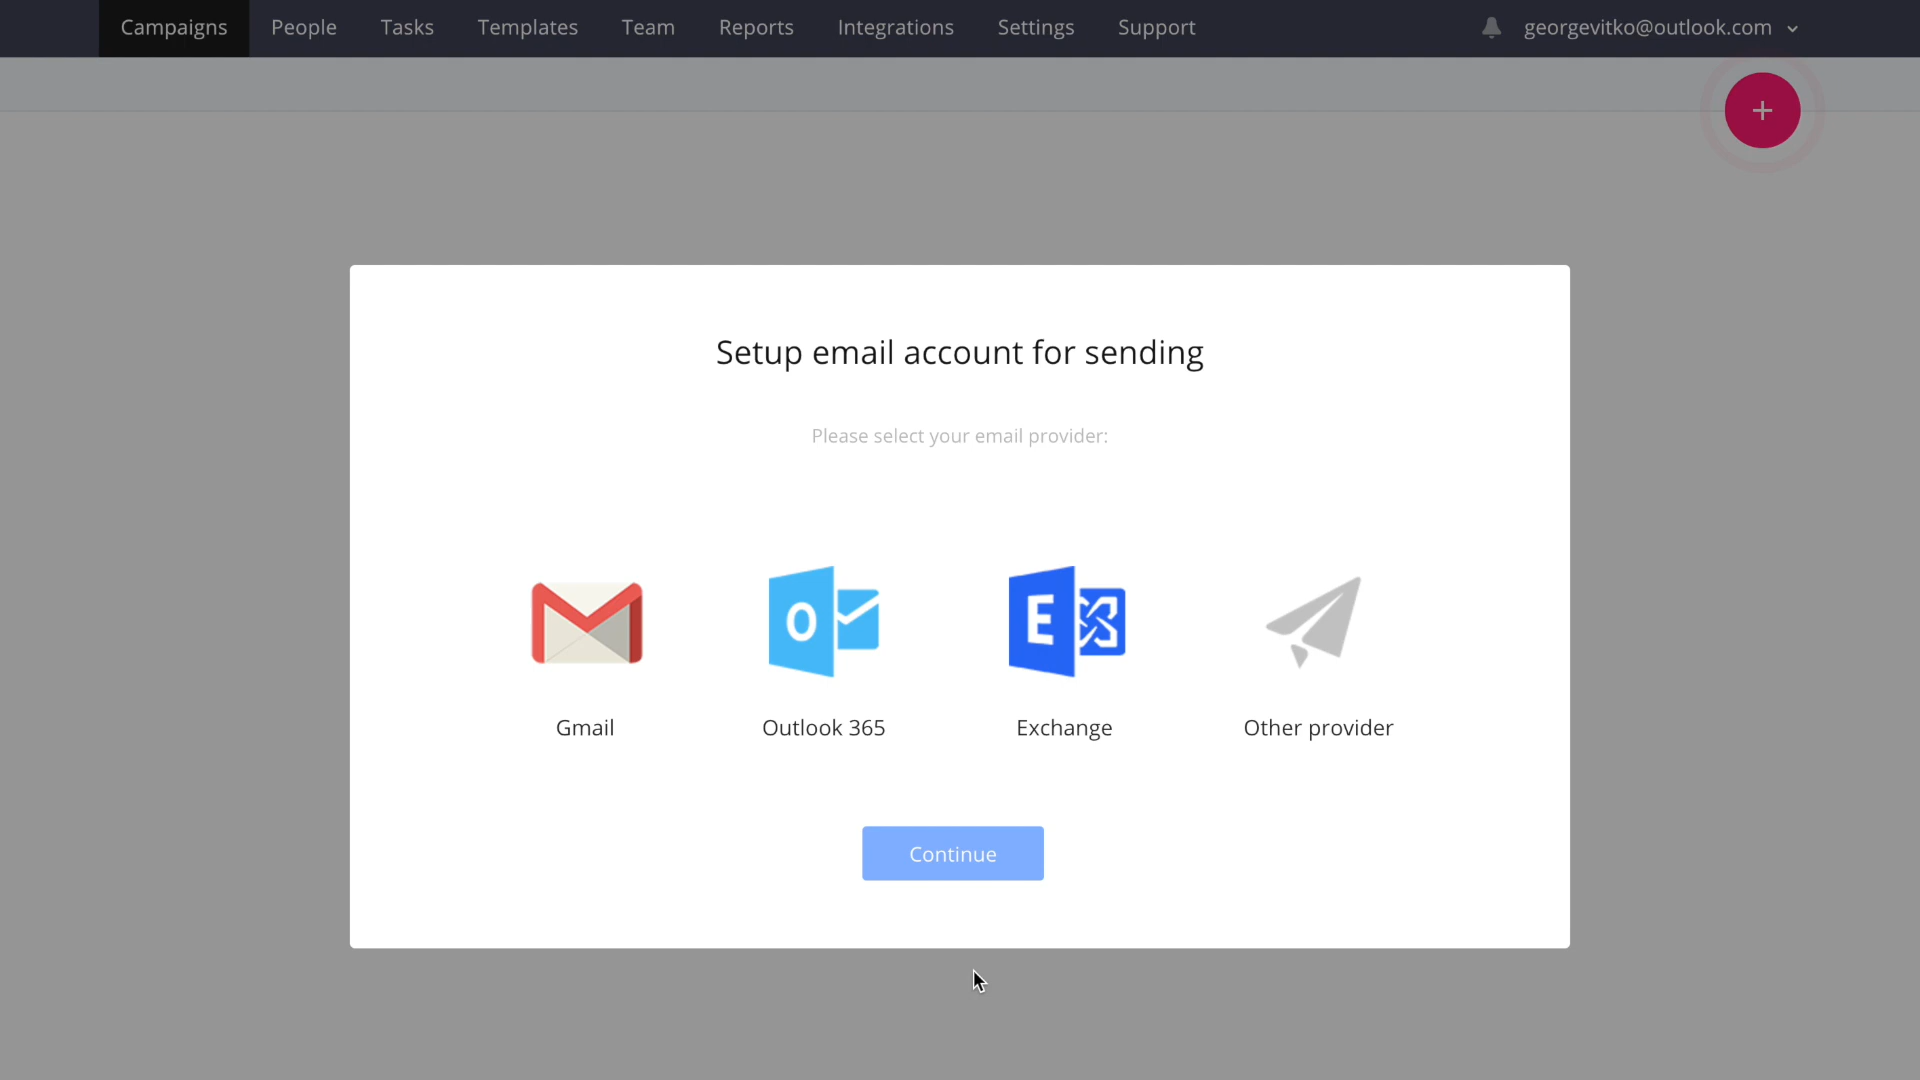 Campaigns People Tasks Templates Team Reports Integrations Settings Support georgevitko@outlook.com
+
Setup email account for sending
Please select your email provider:
O E
Gmail Outlook 365 Exchange Other provider
Continue